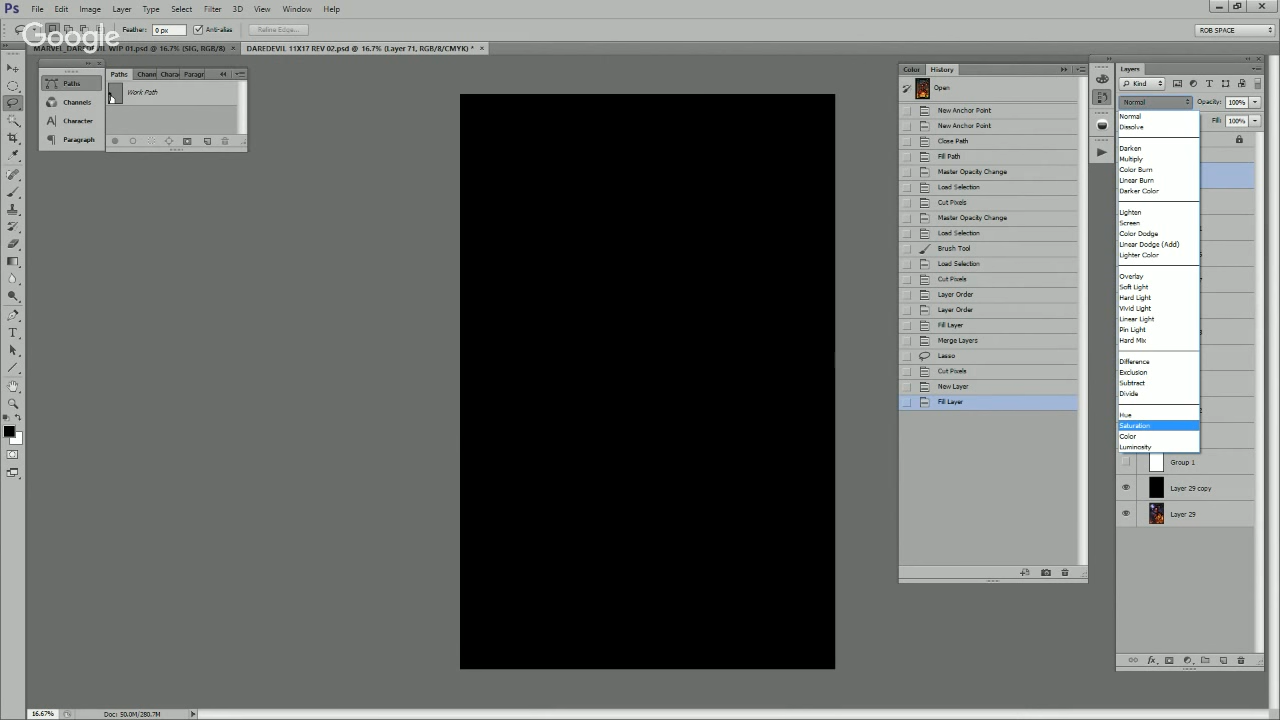 Ps File Edit Image Layer Type Select Filter 3D View Window Help
Feather: 0 px Anti-alias Refine Edge... ROB SPACE
Google
MARVEL_DAREDEVIL WIP 01.psd @ 16.7% (SIG, RGB/8) × DAREDEVIL 11X17 REV 02.psd @ 16.7% (Layer 71, RGB/8/CMYK) * ×
Paths
Channels
Character
Paragraph
Paths Chann Chara Paragr
Work Path
Color History
Open
New Anchor Point
New Anchor Point
Close Path
Fill Path
Master Opacity Change
Load Selection
Cut Pixels
Master Opacity Change
Load Selection
Brush Tool
Load Selection
Cut Pixels
Layer Order
Layer Order
Fill Layer
Merge Layers
Lasso
Cut Pixels
New Layer
Fill Layer
Layers
Kind
Normal Opacity: 100%
Fill: 100%
Normal
Dissolve
Darken
Multiply
Color Burn
Linear Burn
Darker Color
Lighten
Screen
Color Dodge
Linear Dodge (Add)
Lighter Color
Overlay
Soft Light
Hard Light
Vivid Light
Linear Light
Pin Light
Hard Mix
Difference
Exclusion
Subtract
Divide
Hue
Saturation
Color
Luminosity
Group 1
Layer 29 copy
Layer 29
16.67% Doc: 50.0M/280.7M